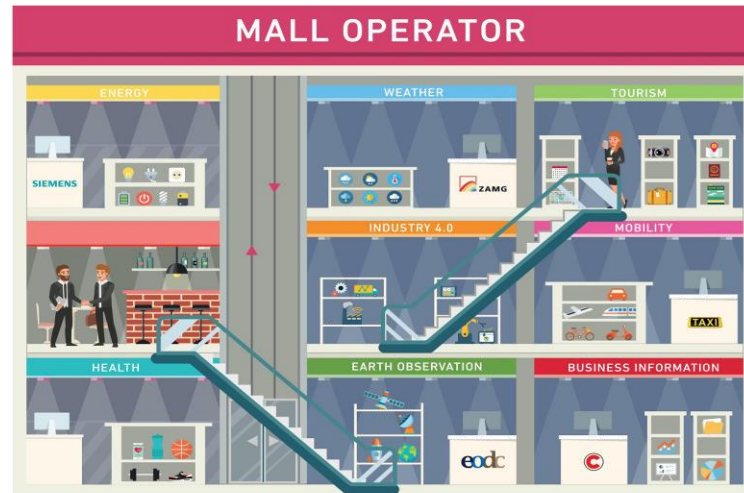 MALL OPERATOR
ENERGY
WEATHER
TOURISM
SIEMENS
ZAMG
INDUSTRY 4.0
MOBILITY
TAXI
HEALTH
EARTH OBSERVATION
BUSINESS INFORMATION
eodc
C